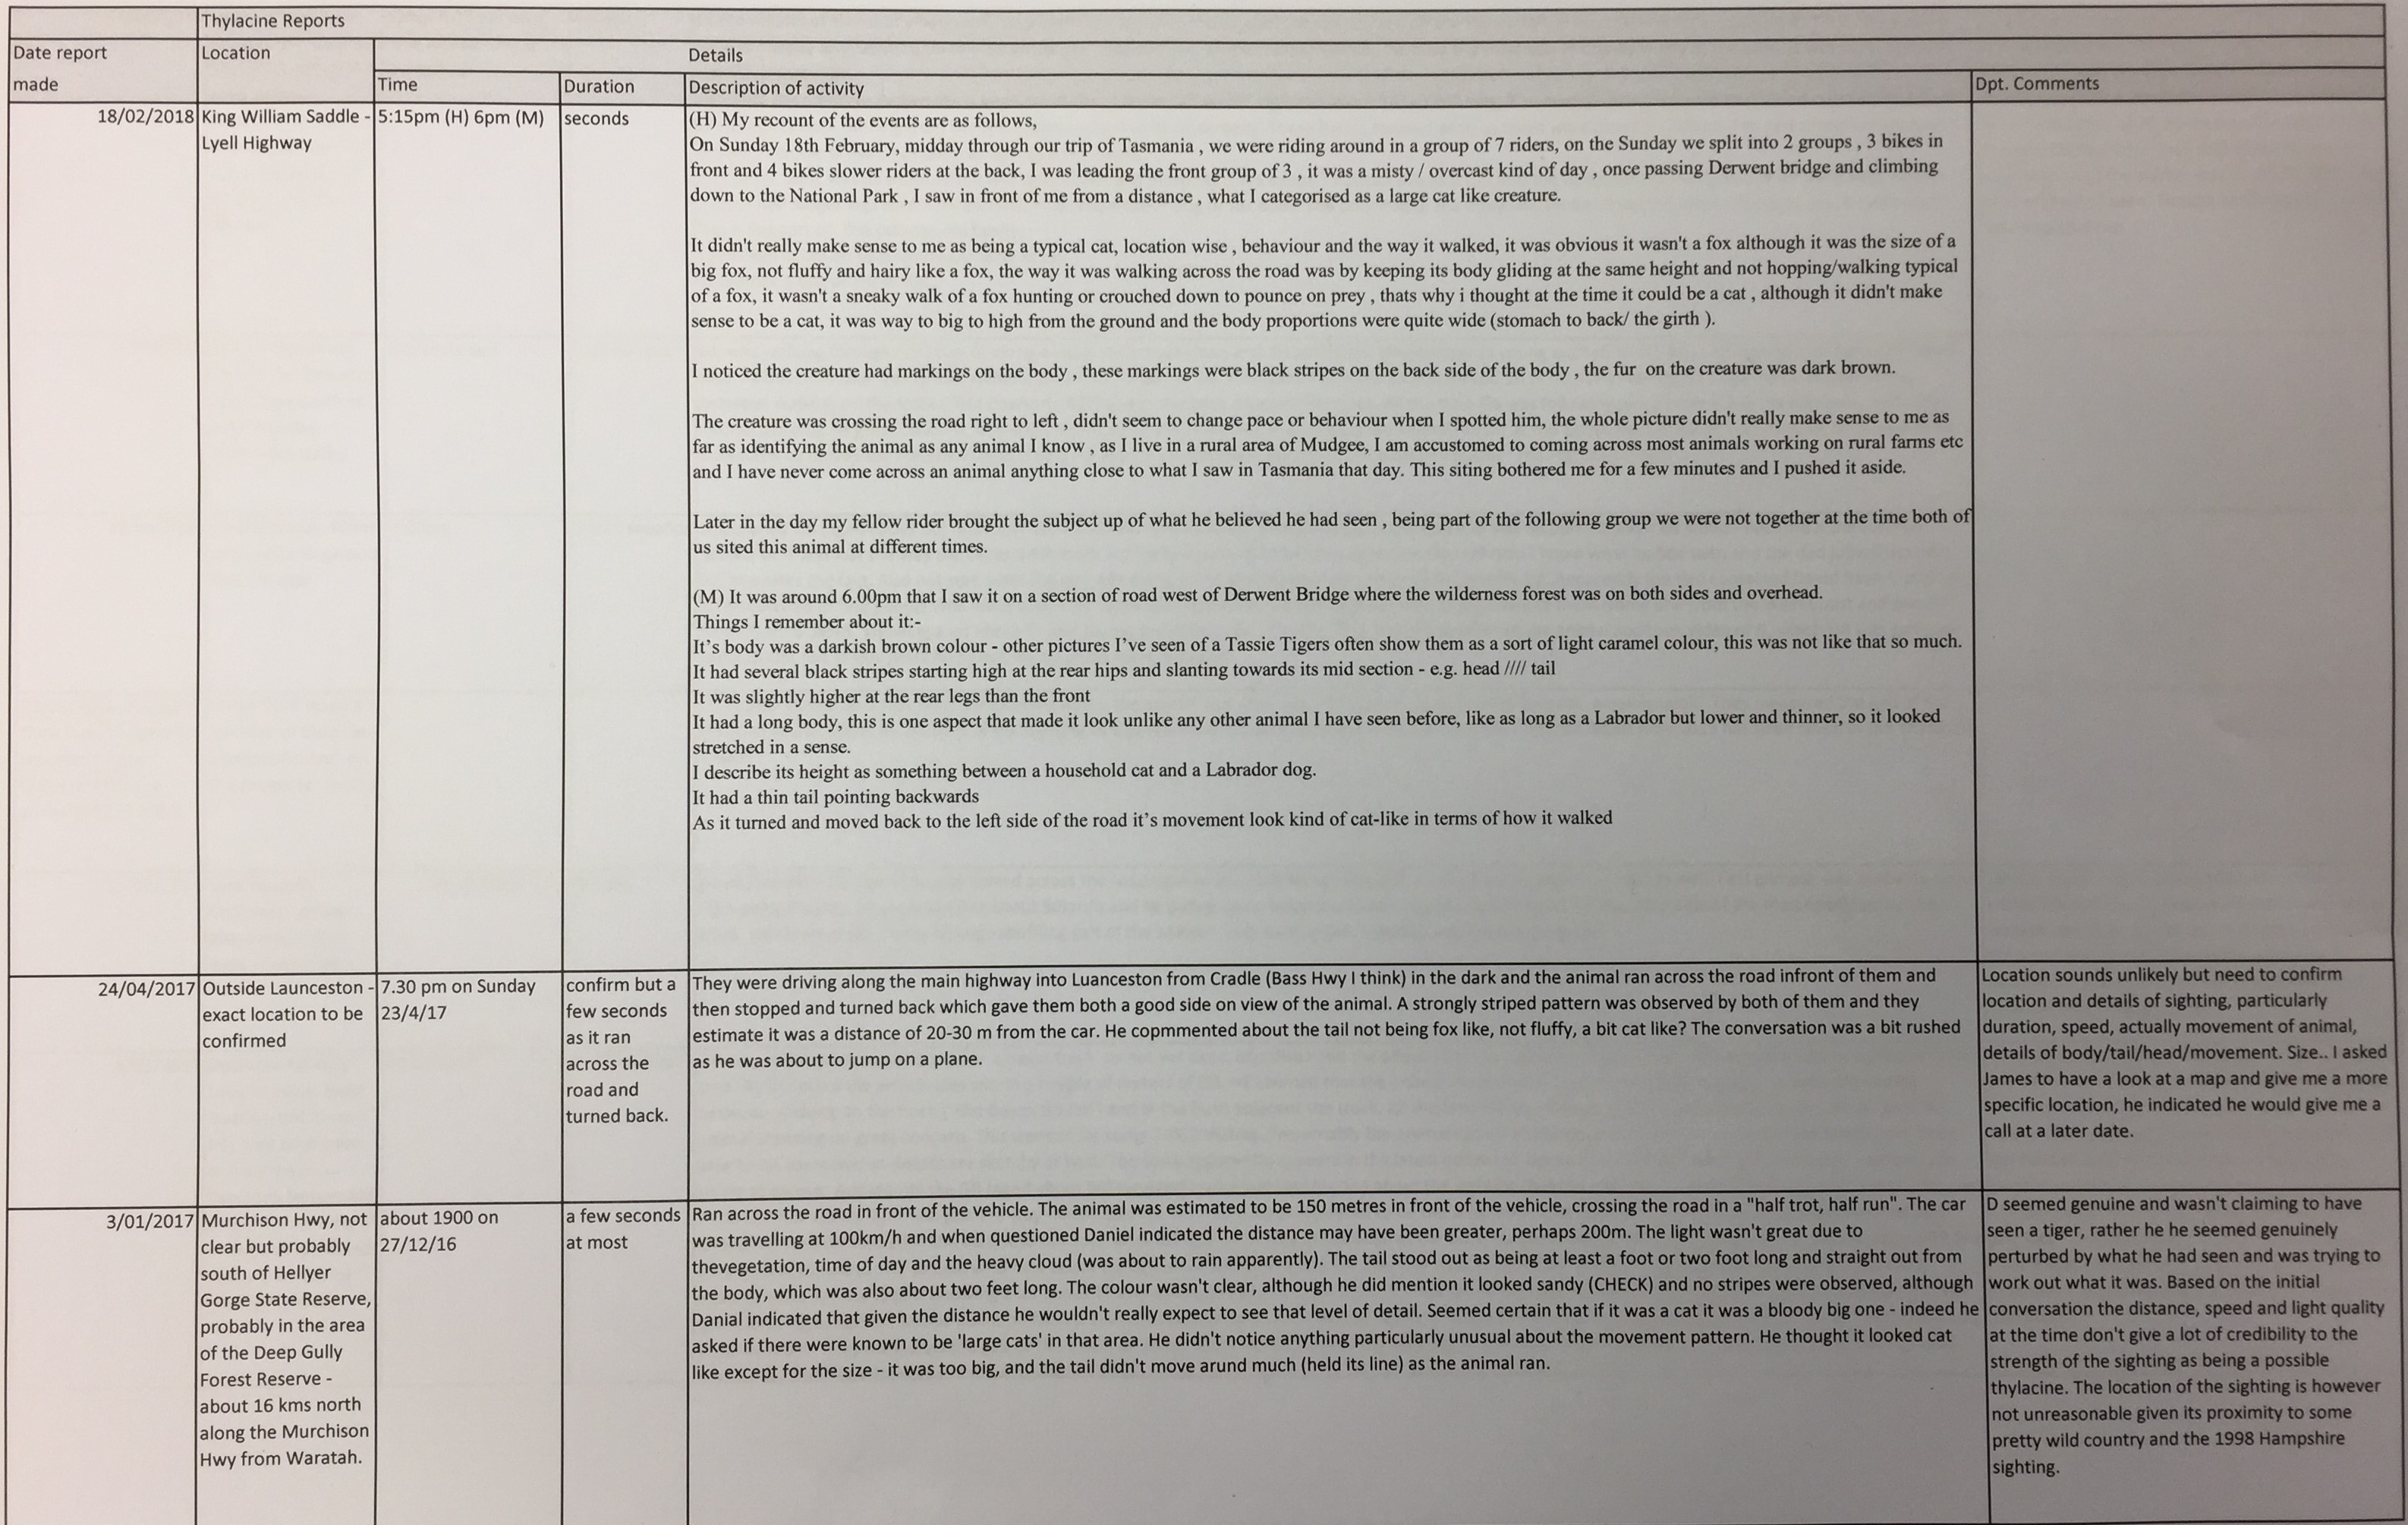 Thylacine Reports
Date report
made
Location
Details
Time
Duration
Description of activity
Dpt. Comments
18/02/2018
King William Saddle -
Lyell Highway
5:15pm (H) 6pm (M)
seconds
(H) My recount of the events are as follows,
On Sunday 18th February, midday through our trip of Tasmania , we were riding around in a group of 7 riders, on the Sunday we split into 2 groups , 3 bikes in
front and 4 bikes slower riders at the back, I was leading the front group of 3 , it was a misty / overcast kind of day , once passing Derwent bridge and climbing
down to the National Park , I saw in front of me from a distance , what I categorised as a large cat like creature.
It didn't really make sense to me as being a typical cat, location wise , behaviour and the way it walked, it was obvious it wasn't a fox although it was the size of a
big fox, not fluffy and hairy like a fox, the way it was walking across the road was by keeping its body gliding at the same height and not hopping/walking typical
of a fox, it wasn't a sneaky walk of a fox hunting or crouched down to pounce on prey , thats why i thought at the time it could be a cat , although it didn't make
sense to be a cat, it was way to big to high from the ground and the body proportions were quite wide (stomach to back/ the girth ).
I noticed the creature had markings on the body , these markings were black stripes on the back side of the body , the fur on the creature was dark brown.
The creature was crossing the road right to left , didn't seem to change pace or behaviour when I spotted him, the whole picture didn't really make sense to me as
far as identifying the animal as any animal I know , as I live in a rural area of Mudgee, I am accustomed to coming across most animals working on rural farms etc
and I have never come across an animal anything close to what I saw in Tasmania that day. This siting bothered me for a few minutes and I pushed it aside.
Later in the day my fellow rider brought the subject up of what he believed he had seen , being part of the following group we were not together at the time both of
us sited this animal at different times.
(M) It was around 6.00pm that I saw it on a section of road west of Derwent Bridge where the wilderness forest was on both sides and overhead.
Things I remember about it:-
It's body was a darkish brown colour - other pictures I've seen of a Tassie Tigers often show them as a sort of light caramel colour, this was not like that so much.
It had several black stripes starting high at the rear hips and slanting towards its mid section - e.g. head //// tail
It was slightly higher at the rear legs than the front
It had a long body, this is one aspect that made it look unlike any other animal I have seen before, like as long as a Labrador but lower and thinner, so it looked
stretched in a sense.
I describe its height as something between a household cat and a Labrador dog.
It had a thin tail pointing backwards
As it turned and moved back to the left side of the road it's movement look kind of cat-like in terms of how it walked
24/04/2017
Outside Launceston -
exact location to be
confirmed
7.30 pm on Sunday
23/4/17
confirm but a
few seconds
as it ran
across the
road and
turned back.
They were driving along the main highway into Luanceston from Cradle (Bass Hwy I think) in the dark and the animal ran across the road infront of them and
then stopped and turned back which gave them both a good side on view of the animal. A strongly striped pattern was observed by both of them and they
estimate it was a distance of 20-30 m from the car. He copmmented about the tail not being fox like, not fluffy, a bit cat like? The conversation was a bit rushed
as he was about to jump on a plane.
Location sounds unlikely but need to confirm
location and details of sighting, particularly
duration, speed, actually movement of animal,
details of body/tail/head/movement. Size.. I asked
James to have a look at a map and give me a more
specific location, he indicated he would give me a
call at a later date.
3/01/2017
Murchison Hwy, not
clear but probably
south of Hellyer
Gorge State Reserve,
probably in the area
of the Deep Gully
Forest Reserve -
about 16 kms north
along the Murchison
Hwy from Waratah.
about 1900 on
27/12/16
a few seconds
at most
Ran across the road in front of the vehicle. The animal was estimated to be 150 metres in front of the vehicle, crossing the road in a "half trot, half run". The car
was travelling at 100km/h and when questioned Daniel indicated the distance may have been greater, perhaps 200m. The light wasn't great due to
thevegetation, time of day and the heavy cloud (was about to rain apparently). The tail stood out as being at least a foot or two foot long and straight out from
the body, which was also about two feet long. The colour wasn't clear, although he did mention it looked sandy (CHECK) and no stripes were observed, although
Danial indicated that given the distance he wouldn't really expect to see that level of detail. Seemed certain that if it was a cat it was a bloody big one - indeed he
asked if there were known to be 'large cats' in that area. He didn't notice anything particularly unusual about the movement pattern. He thought it looked cat
like except for the size - it was too big, and the tail didn't move arund much (held its line) as the animal ran.
D seemed genuine and wasn't claiming to have
seen a tiger, rather he he seemed genuinely
perturbed by what he had seen and was trying to
work out what it was. Based on the initial
conversation the distance, speed and light quality
at the time don't give a lot of credibility to the
strength of the sighting as being a possible
thylacine. The location of the sighting is however
not unreasonable given its proximity to some
pretty wild country and the 1998 Hampshire
sighting.